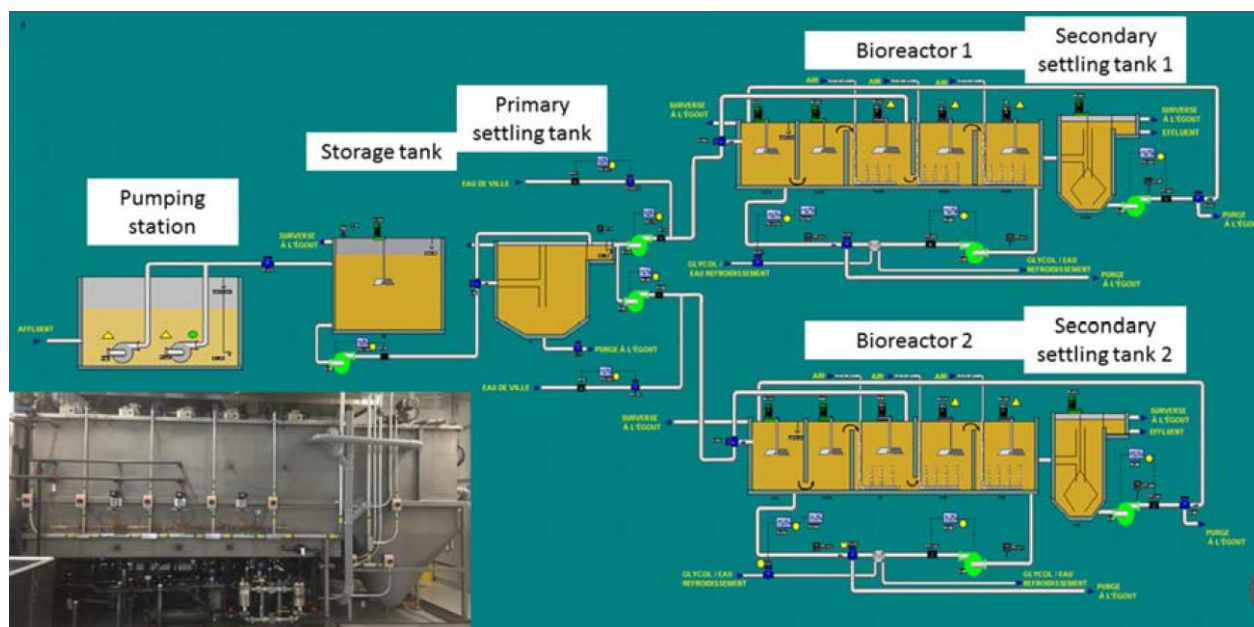 Bioreactor 1
Secondary
settling tank 1
Primary
settling tank
Storage tank
Pumping
station
AIR
AIR
AIR
SURVERSE
À L'ÉGOUT
SURVERSE
À L'ÉGOUT
EFFLUENT
EAU DE VILLE
SURVERSE
À L'ÉGOUT
PURGE
À L'ÉGOUT
GLYCOL /
EAU REFROIDISSEMENT
GLYCOL / EAU
REFROIDISSEMENT
PURGE
À L'ÉGOUT
AFFLUENT
PURGE À L'ÉGOUT
EAU DE VILLE
Bioreactor 2
Secondary
settling tank 2
AIR
AIR
AIR
SURVERSE
À L'ÉGOUT
SURVERSE
À L'ÉGOUT
EFFLUENT
PURGE
À L'ÉGOUT
GLYCOL / EAU
REFROIDISSEMENT
GLYCOL / EAU
REFROIDISSEMENT
PURGE
À L'ÉGOUT